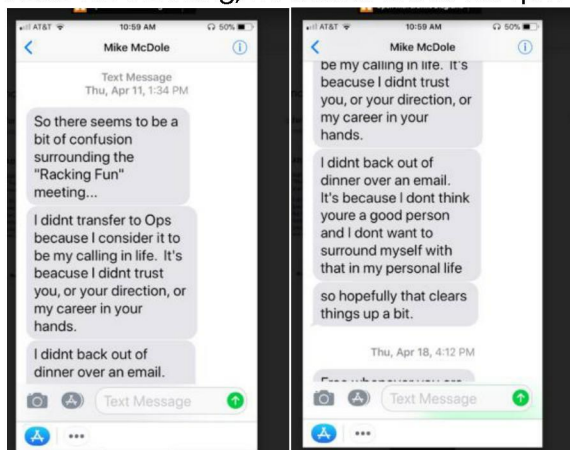 AT&T 10:59 AM 50%
Mike McDole
Text Message
Thu, Apr 11, 1:34 PM
So there seems to be a
bit of confusion
surrounding the
"Racking Fun"
meeting...
I didnt transfer to Ops
because I consider it to
be my calling in life. It's
beacuse I didnt trust
you, or your direction, or
my career in your
hands.
I didnt back out of
dinner over an email.
Text Message
AT&T 10:59 AM 50%
Mike McDole
be my calling in life. It's
beacuse I didnt trust
you, or your direction, or
my career in your
hands.
I didnt back out of
dinner over an email.
It's because I dont think
youre a good person
and I dont want to
surround myself with
that in my personal life
so hopefully that clears
things up a bit.
Thu, Apr 18, 4:12 PM
Text Message